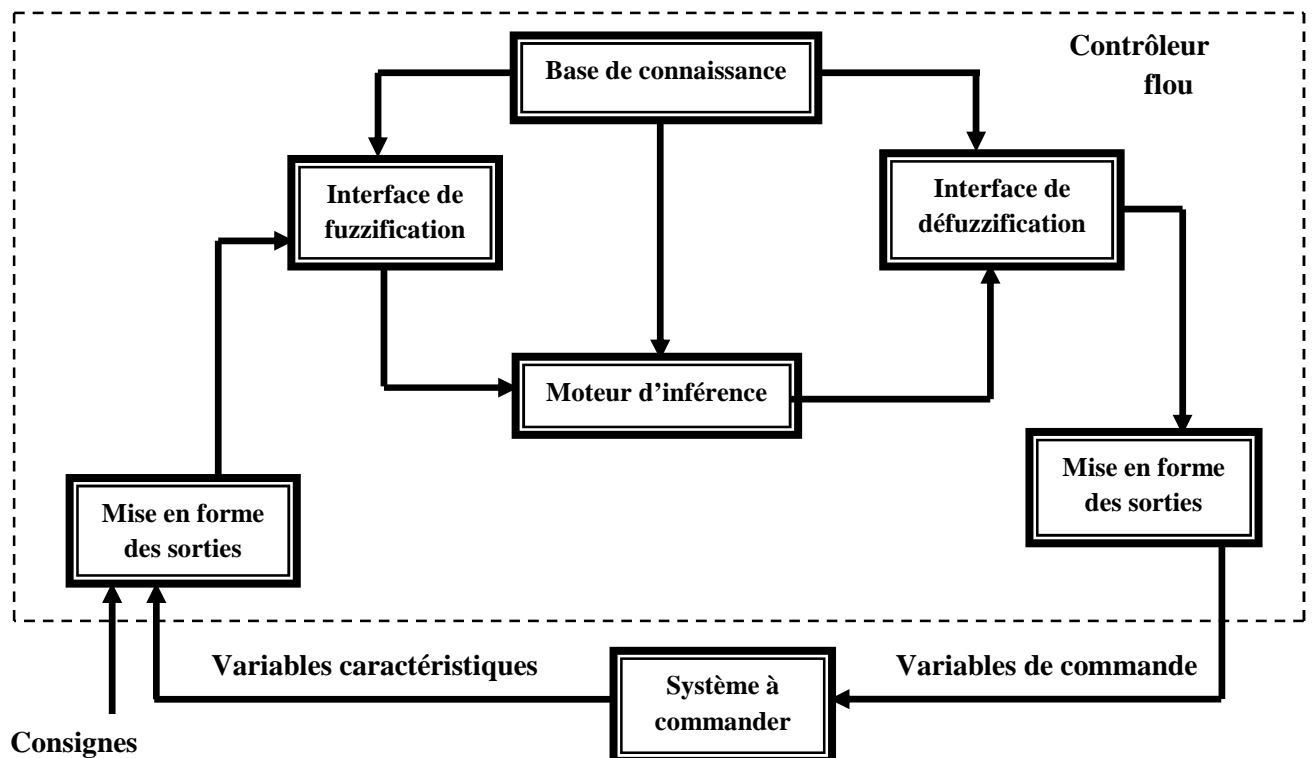 Contrôleur
flou
Base de connaissance
Interface de
fuzzification
Interface de
défuzzification
Moteur d’inférence
Mise en forme
des sorties
Mise en forme
des sorties
Variables caractéristiques
Variables de commande
Système à
commander
Consignes